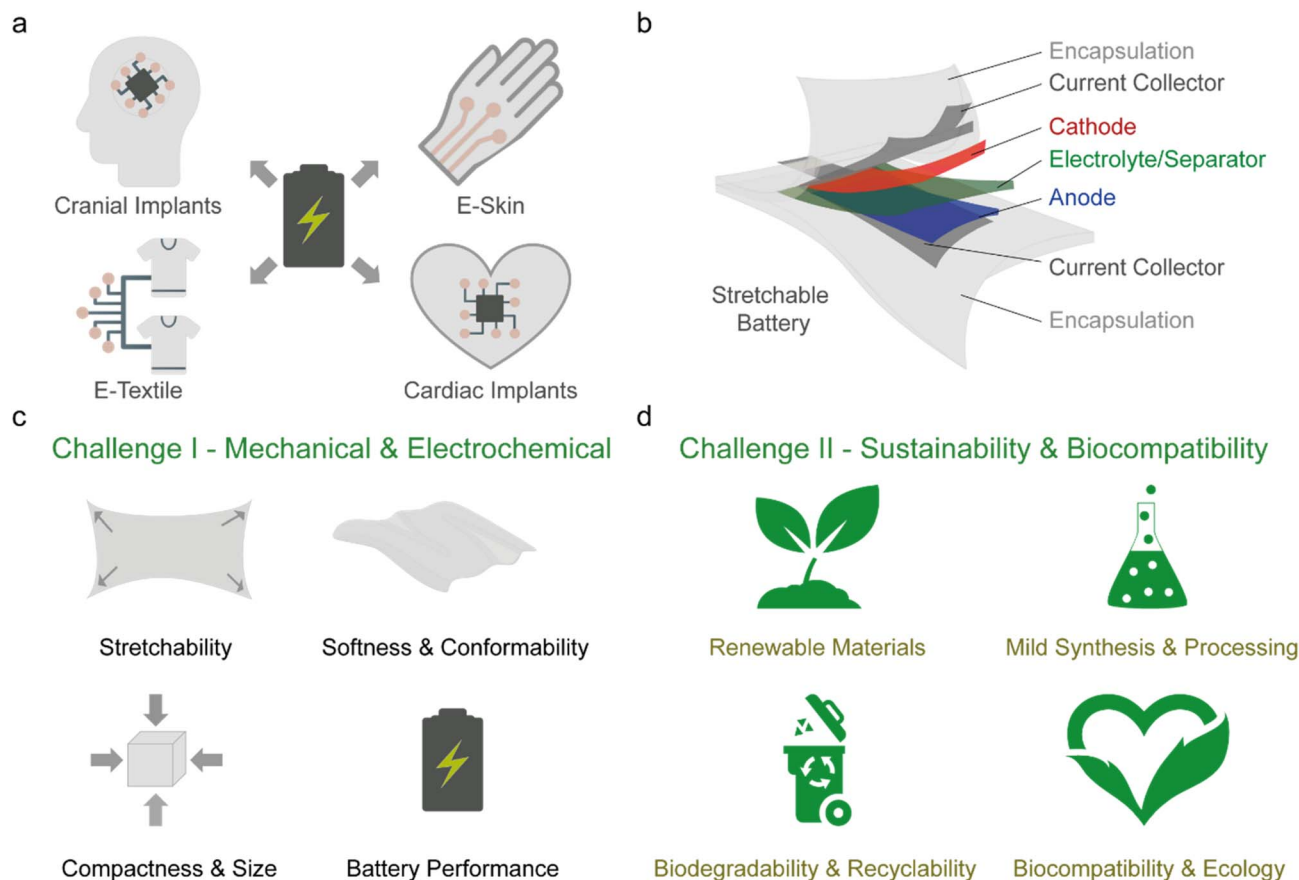 a
Cranial Implants
E-Skin
E-Textile
Cardiac Implants
b
Encapsulation
Current Collector
Cathode
Electrolyte/Separator
Anode
Current Collector
Encapsulation
Stretchable
Battery
c
Challenge I - Mechanical & Electrochemical
Stretchability
Softness & Conformability
Compactness & Size
Battery Performance
d
Challenge II - Sustainability & Biocompatibility
Renewable Materials
Mild Synthesis & Processing
Biodegradability & Recyclability
Biocompatibility & Ecology